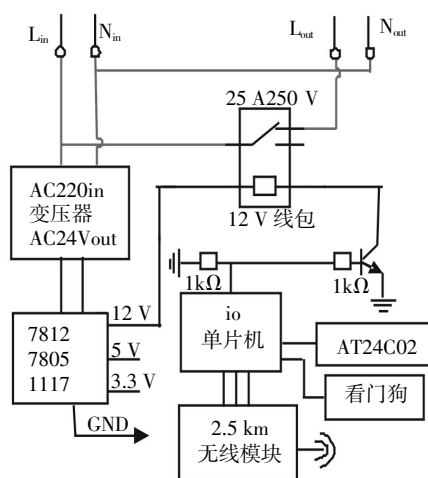 Lin
Nin
Lout
Nout
25 A250 V
AC220in
变压器
AC24Vout
12 V 线包
1kΩ
1kΩ
12 V
7812
7805
1117
5 V
3.3 V
GND
io
单片机
AT24C02
看门狗
2.5 km
无线模块